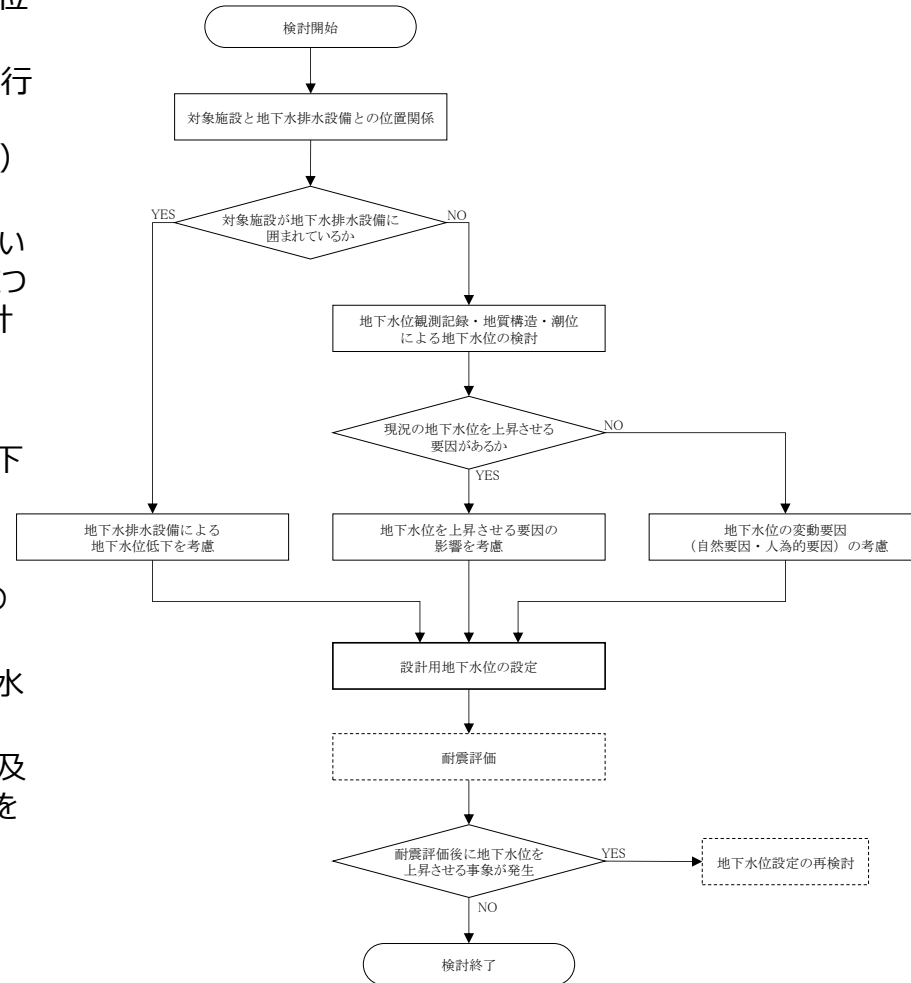 位
行
)
い
つ
計
下
の
水
及
を
検討開始
対象施設と地下水排水設備との位置関係
対象施設が地下水排水設備に
囲まれているか
YES
NO
地下水位観測記録・地質構造・潮位
による地下水位の検討
現況の地下水位を上昇させる
要因があるか
NO
YES
地下水排水設備による
地下水位低下を考慮
地下水位を上昇させる要因の
影響を考慮
地下水位の変動要因
（自然要因・人為的要因）の考慮
設計用地下水位の設定
耐震評価
耐震評価後に地下水位を
上昇させる事象が発生
YES
地下水位設定の再検討
NO
検討終了